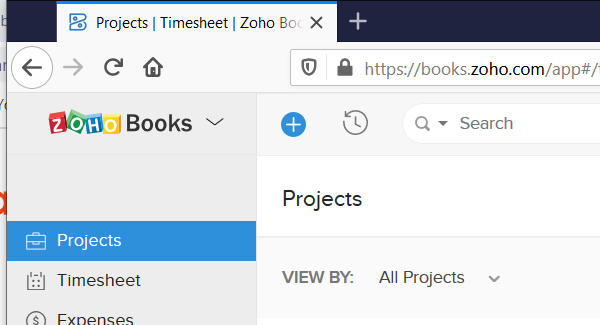 Projects | Timesheet | Zoho Boo
https://books.zoho.com/app#/
ZOHO Books
Search
Projects
Projects
VIEW BY: All Projects
Timesheet
Expenses